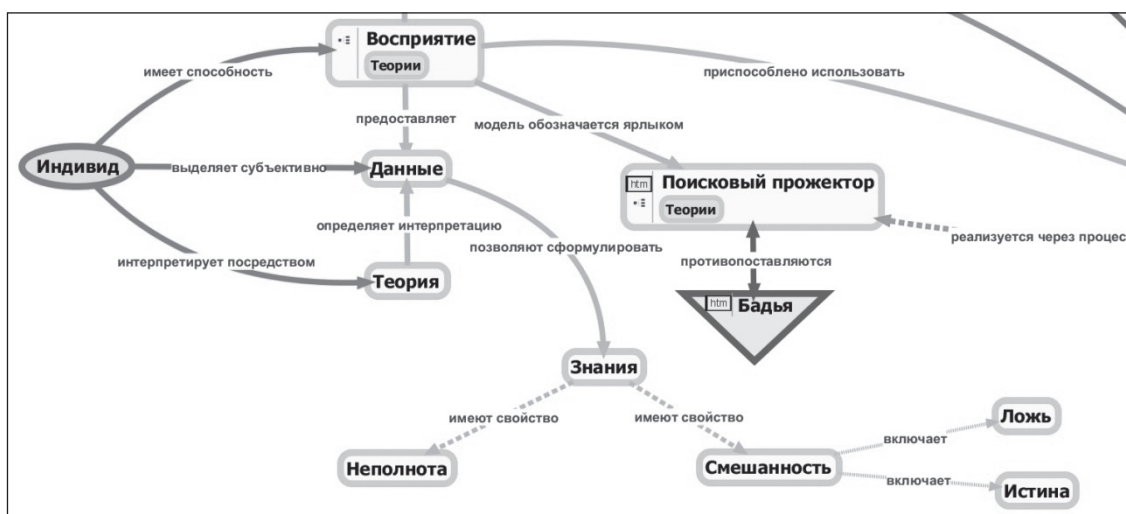 Восприятие
Теории
имеет способность
приспособлено использовать
предоставляет
модель обозначается ярлыком
Индивид
выделяет субъективно
Данные
htm
Поисковый прожектор
Теории
определяет интерпретацию
позволяют сформулировать
реализуется через процес
интерпретирует посредством
Теория
противопоставляются
htm
Бадья
Знания
имеют свойство
имеют свойство
Ложь
включает
Неполнота
Смешанность
включает
Истина